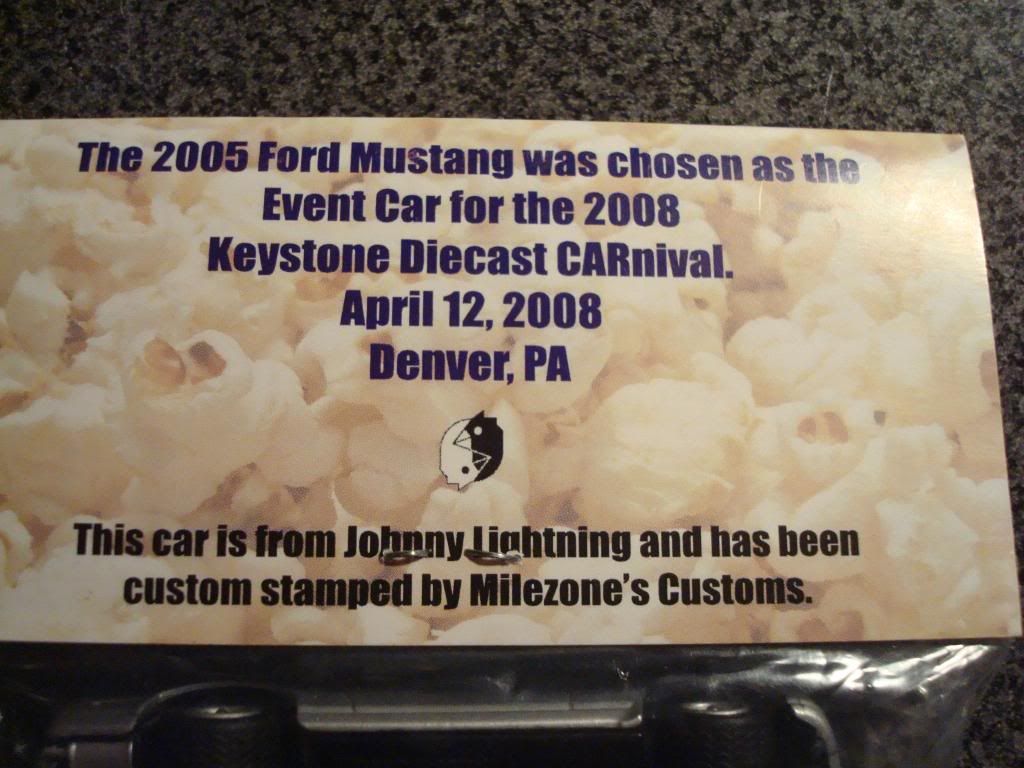 The 2005 Ford Mustang was chosen as the
Event Car for the 2008
Keystone Diecast CARnival.
April 12, 2008
Denver, PA
This car is from Johnny Lightning and has been
custom stamped by Milezone's Customs.